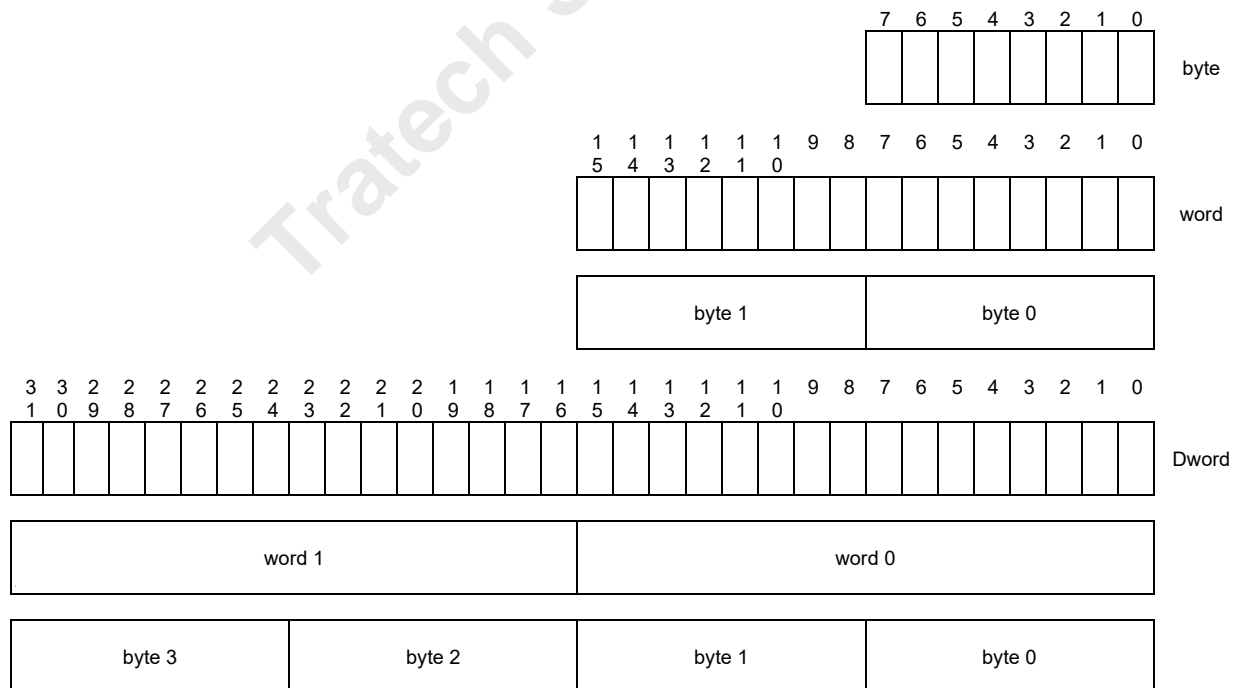 7 6 5 4 3 2 1 0
byte
1 1 1 1 1 1 9 8 7 6 5 4 3 2 1 0
5 4 3 2 1 0
word
byte 1 byte 0
3 3 2 2 2 2 2 2 2 2 2 2 1 1 1 1 1 1 1 1 1 1 9 8 7 6 5 4 3 2 1 0
1 0 9 8 7 6 5 4 3 2 1 0 9 8 7 6 5 4 3 2 1 0
Dword
word 1 word 0
byte 3 byte 2 byte 1 byte 0
Tratech